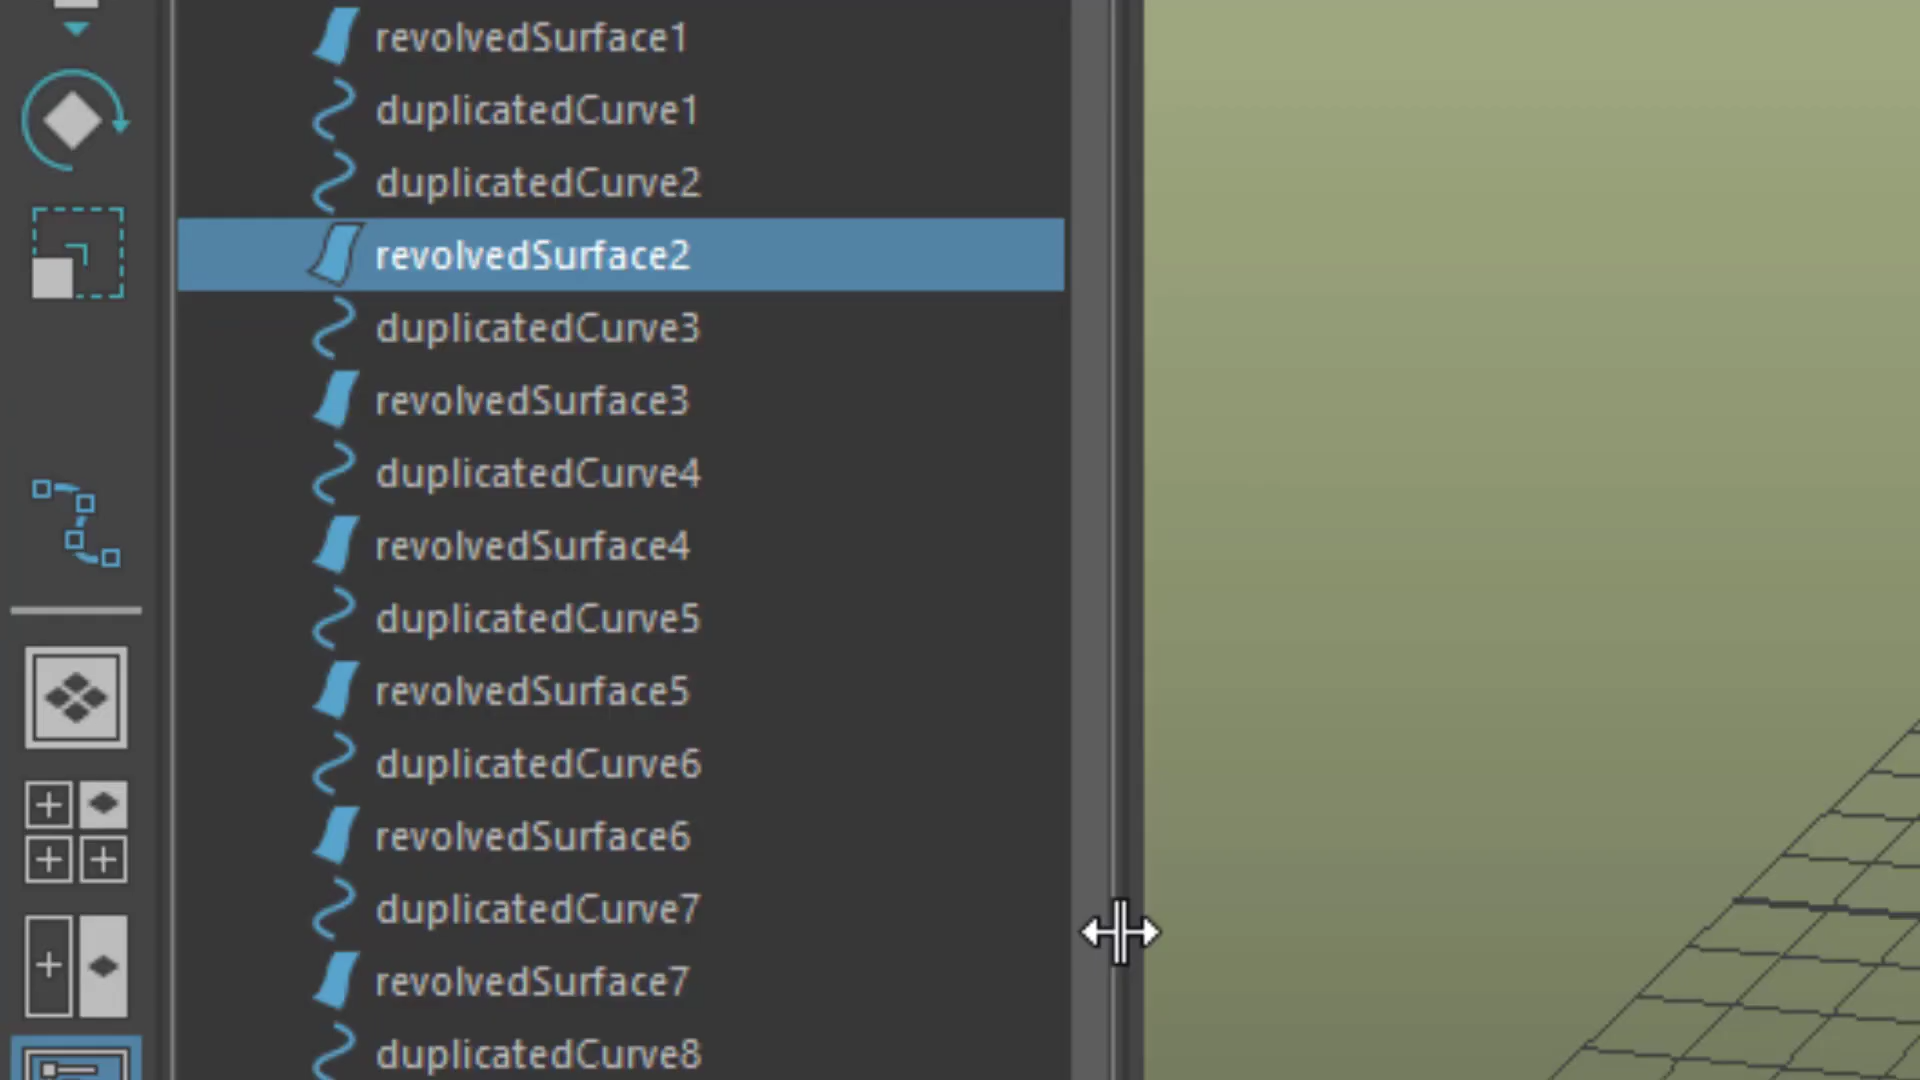 revolvedSurface1
duplicatedCurve1
duplicatedCurve2
revolvedSurface2
duplicatedCurve3
revolvedSurface3
duplicatedCurve4
revolvedSurface4
duplicatedCurve5
revolvedSurface5
duplicatedCurve6
revolvedSurface6
duplicatedCurve7
revolvedSurface7
duplicatedCurve8